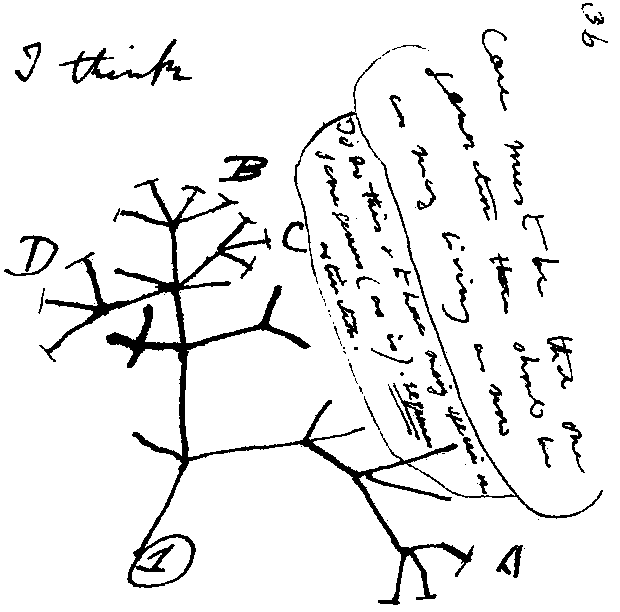 36
I think
Case must be that one
generation then should be
as many living as now
To do this & to have many species in
same genus (as is). requires
extinction.
B
C
D
A
1